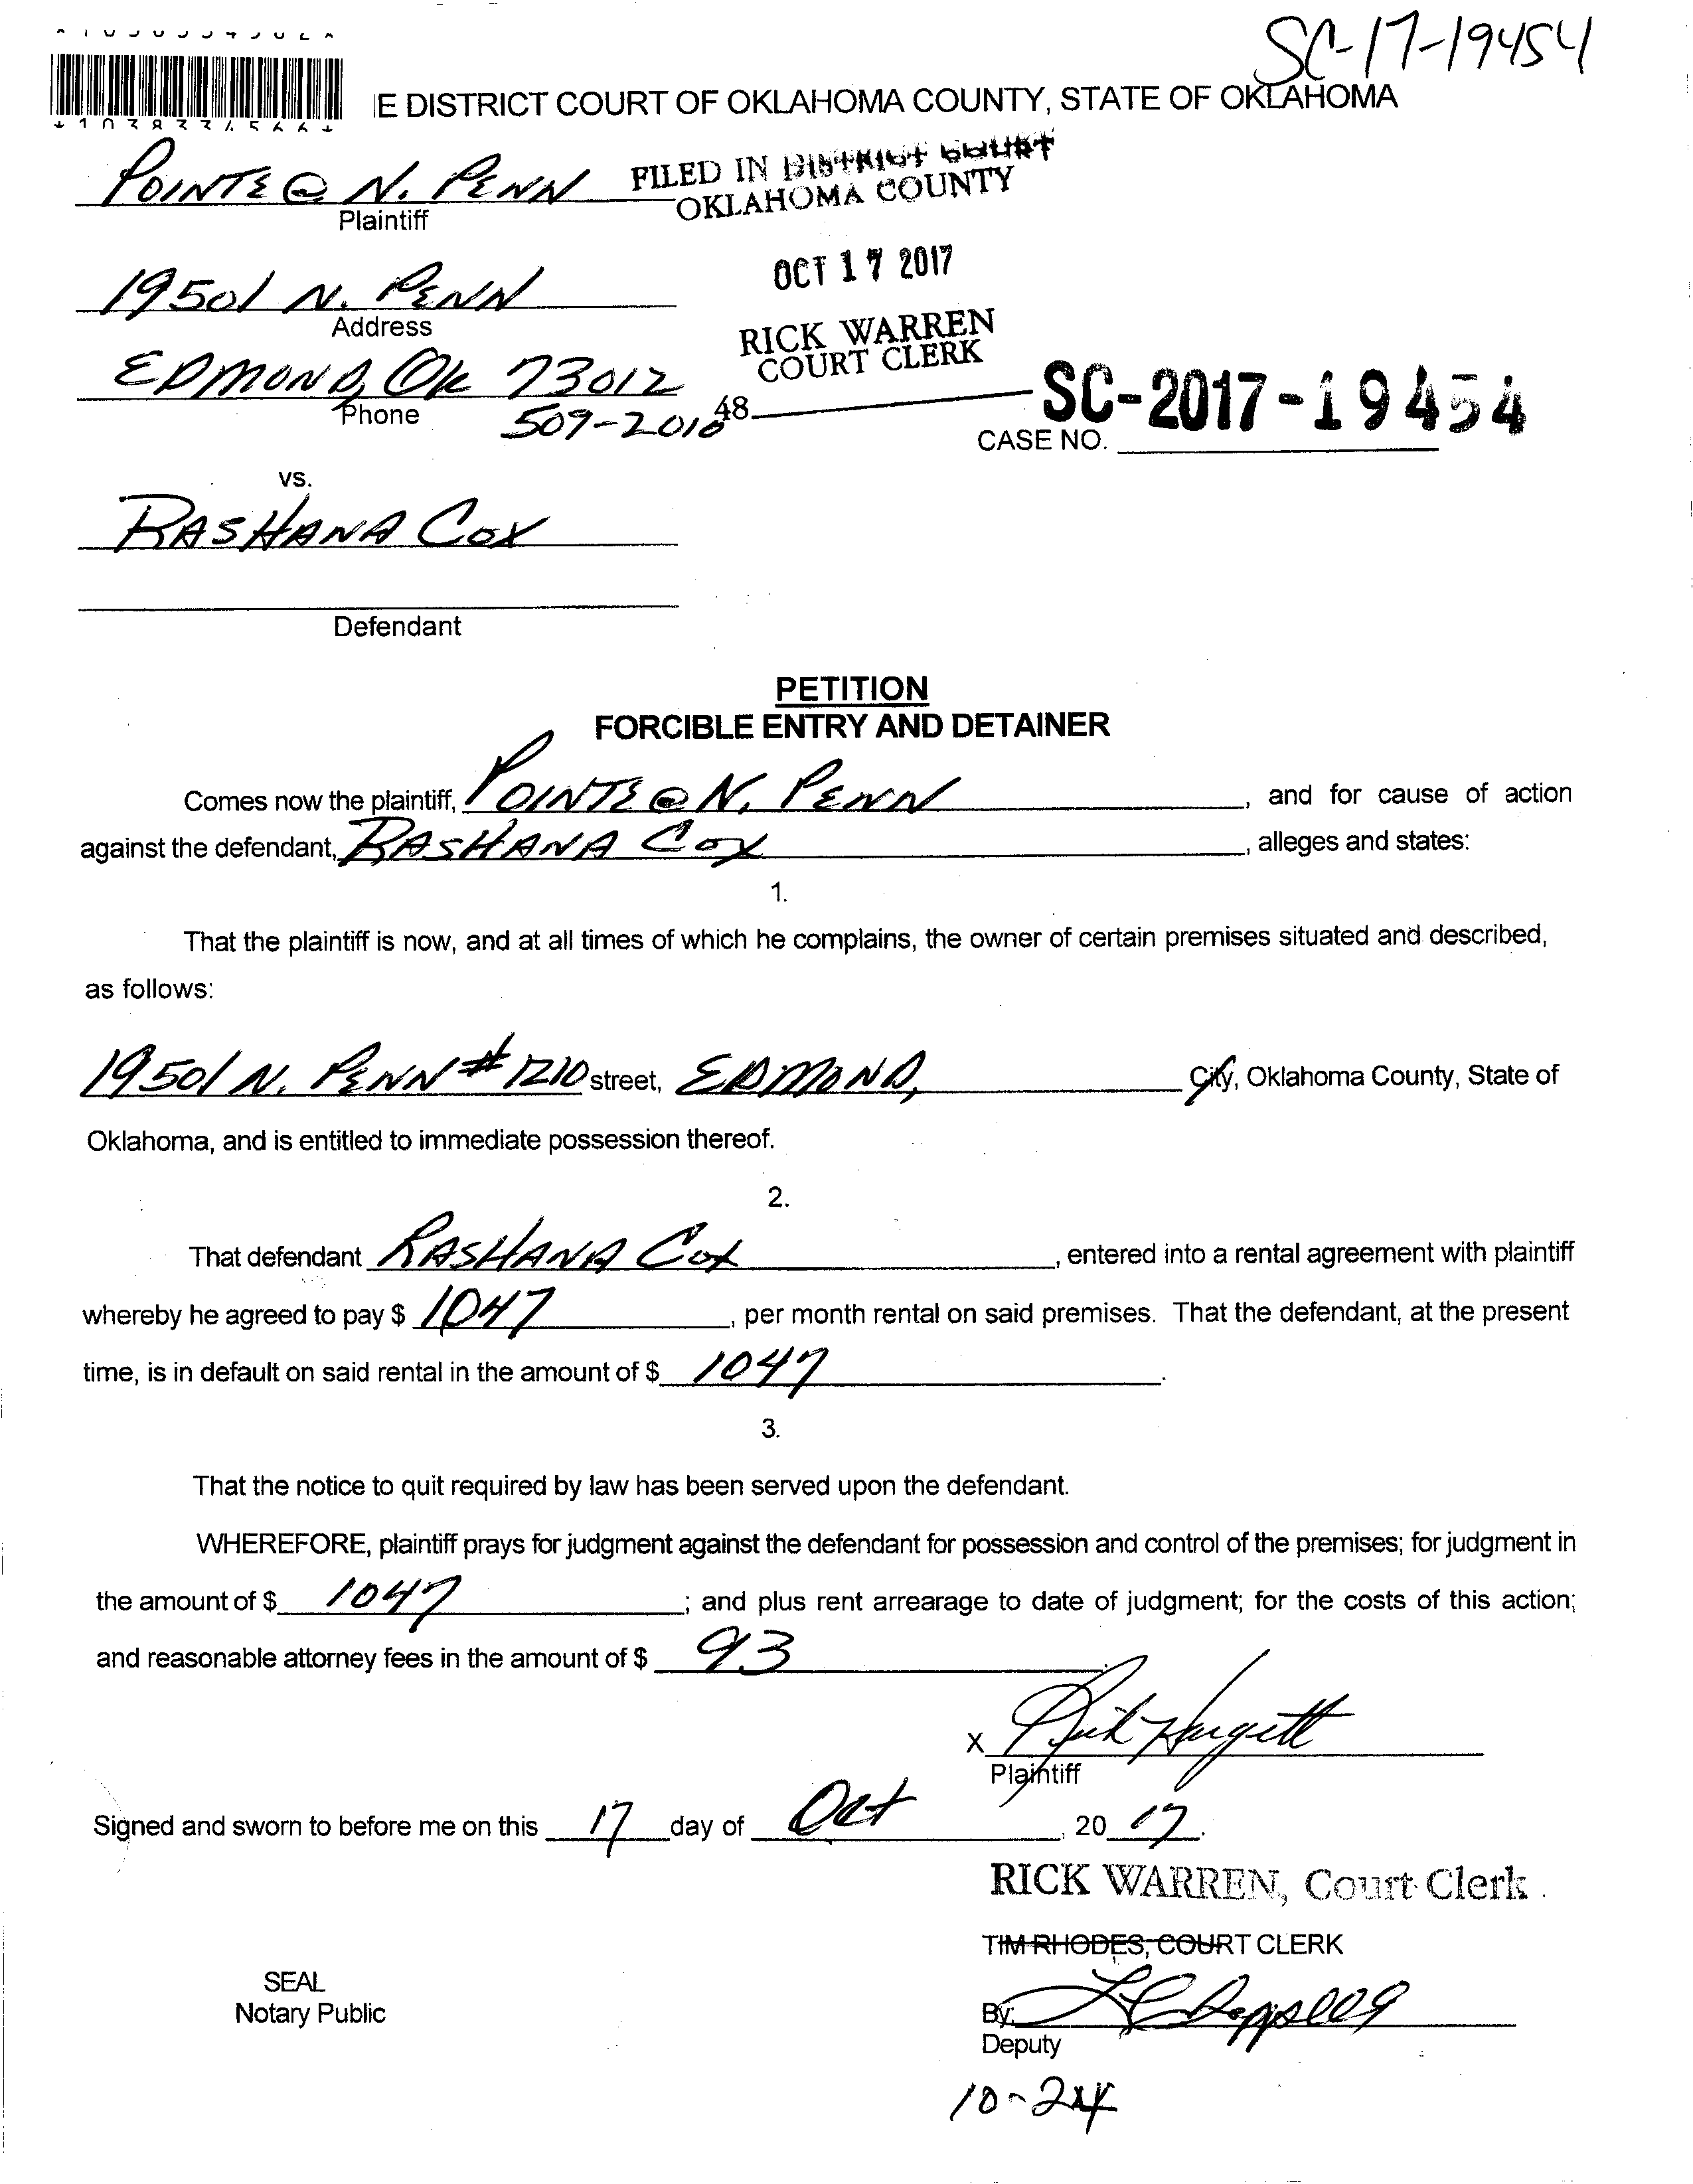 SC-17-19454
*1038334566*
E DISTRICT COURT OF OKLAHOMA COUNTY, STATE OF OKLAHOMA
POINTE @ N. PENN
Plaintiff
FILED IN DISTRICT COURT
OKLAHOMA COUNTY
OCT 17 2017
RICK WARREN
COURT CLERK
48
19501 N. PENN
Address
EDMOND, OK 73012
Phone
509-2010
SC-2017-19454
CASE NO.
vs.
RASHANA COX
Defendant
PETITION
FORCIBLE ENTRY AND DETAINER
Comes now the plaintiff, POINTE @ N. PENN, and for cause of action
against the defendant, RASHANA COX, alleges and states:
1.
That the plaintiff is now, and at all times of which he complains, the owner of certain premises situated and described,
as follows:
19501 N. PENN # 1210 street, EDMOND, City, Oklahoma County, State of
Oklahoma, and is entitled to immediate possession thereof.
2.
That defendant RASHANA COX, entered into a rental agreement with plaintiff
whereby he agreed to pay $ 1047, per month rental on said premises. That the defendant, at the present
time, is in default on said rental in the amount of $ 1047.
3.
That the notice to quit required by law has been served upon the defendant.
WHEREFORE, plaintiff prays for judgment against the defendant for possession and control of the premises; for judgment in
the amount of $ 1047; and plus rent arrearage to date of judgment; for the costs of this action;
and reasonable attorney fees in the amount of $ 93
X
Plaintiff
Signed and sworn to before me on this 17 day of Oct, 20 17.
RICK WARREN, Court Clerk
TIM RHODES, COURT CLERK
SEAL
Notary Public
By:
Deputy
10-24